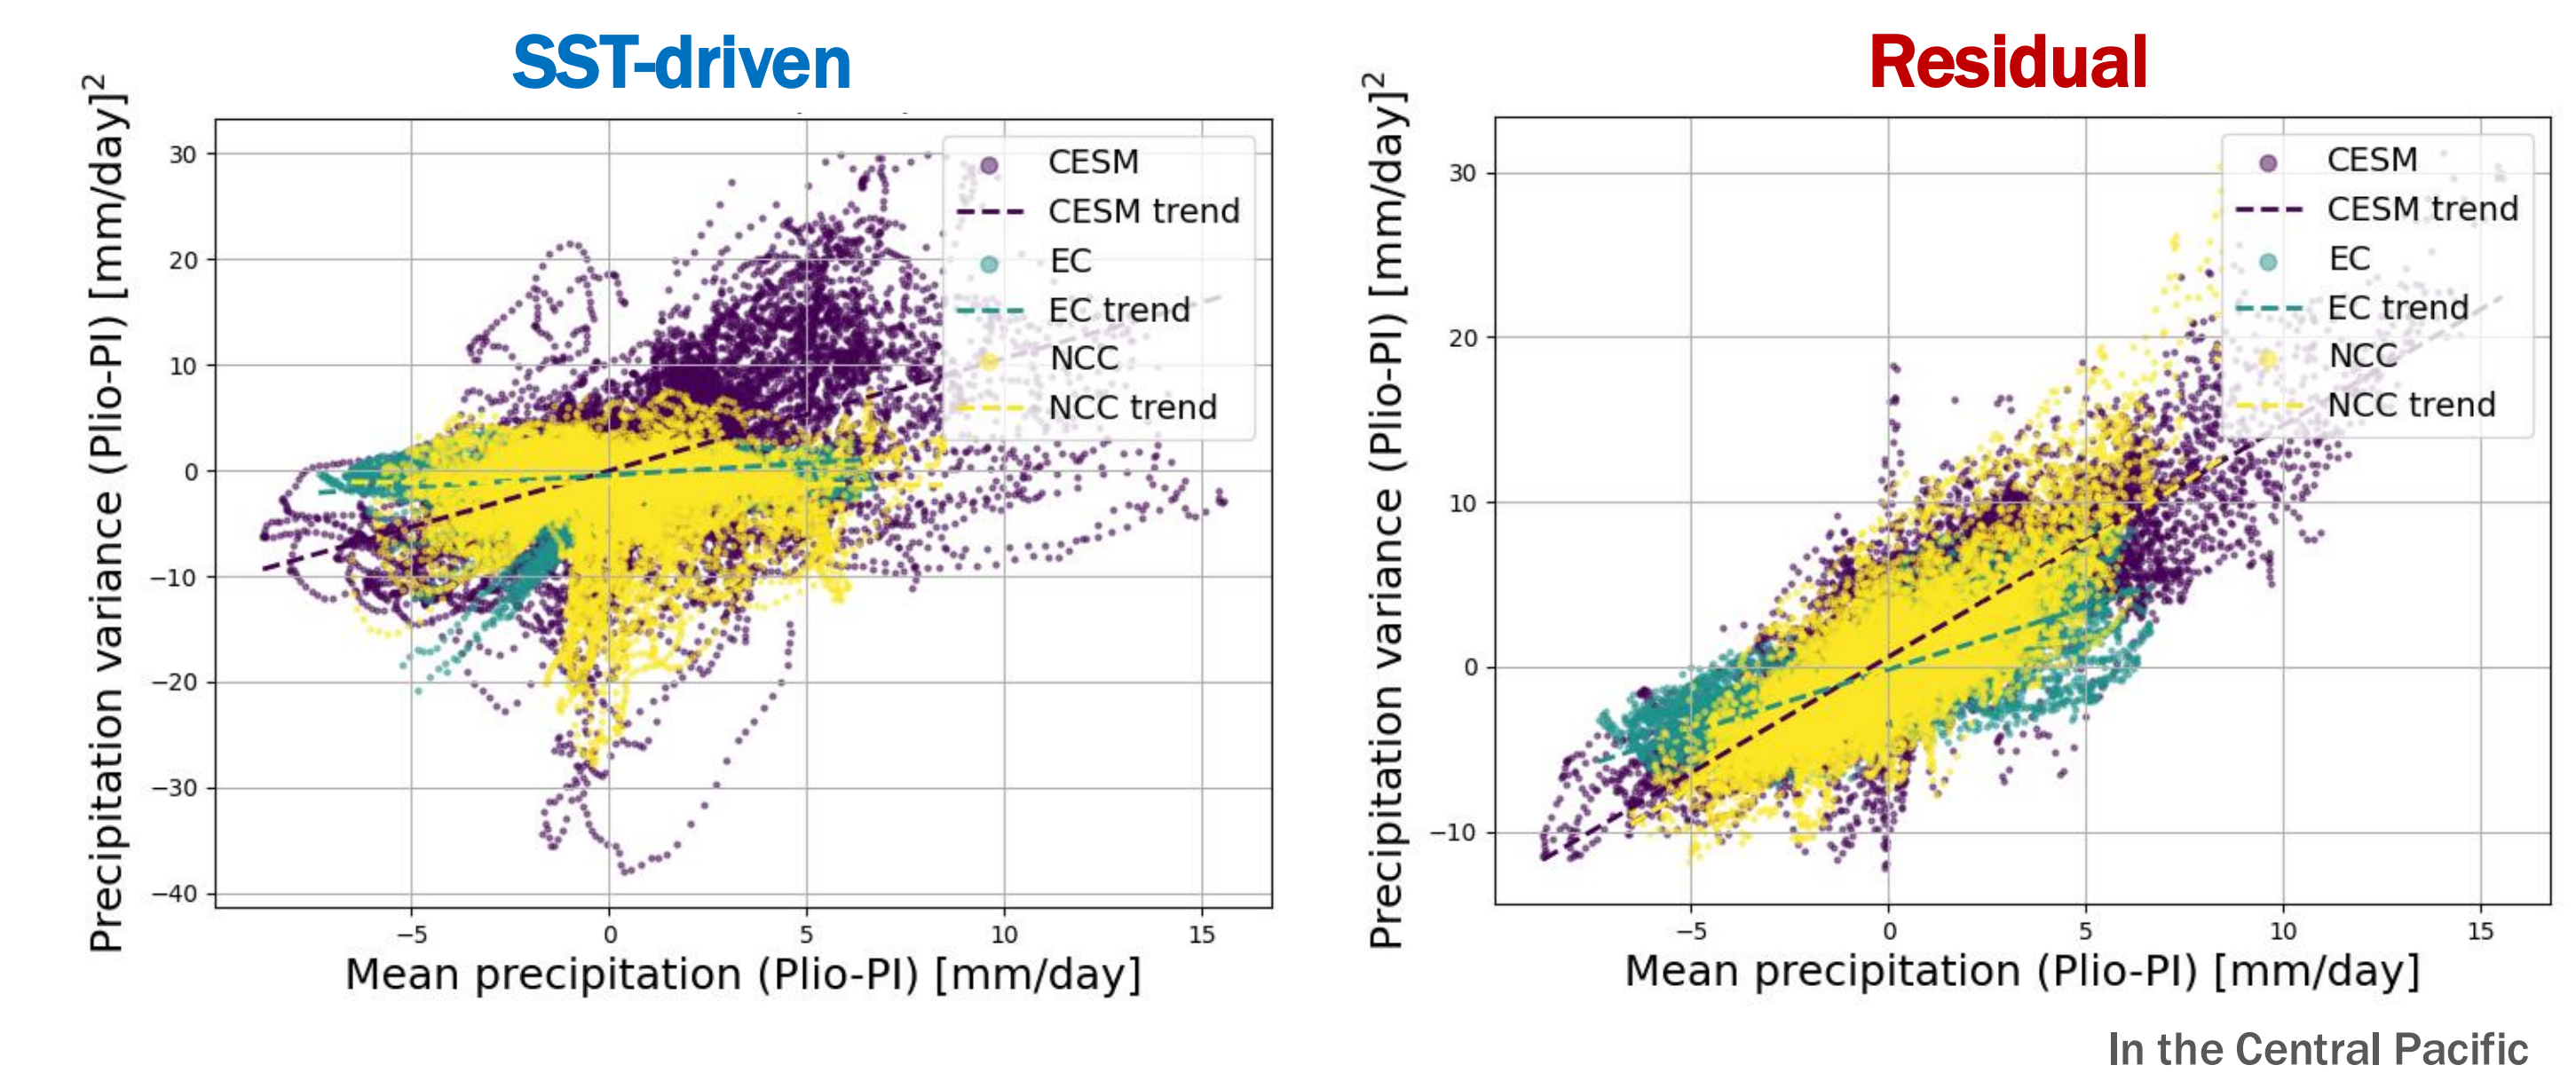 SST-driven
Precipitation variance (Plio-PI) [mm/day]²
30
20
10
0
−10
−20
−30
−40
CESM
CESM trend
EC
EC trend
NCC
NCC trend
−5
0
5
10
15
Mean precipitation (Plio-PI) [mm/day]
Residual
Precipitation variance (Plio-PI) [mm/day]²
30
20
10
0
−10
CESM
CESM trend
EC
EC trend
NCC
NCC trend
−5
0
5
10
15
Mean precipitation (Plio-PI) [mm/day]
In the Central Pacific